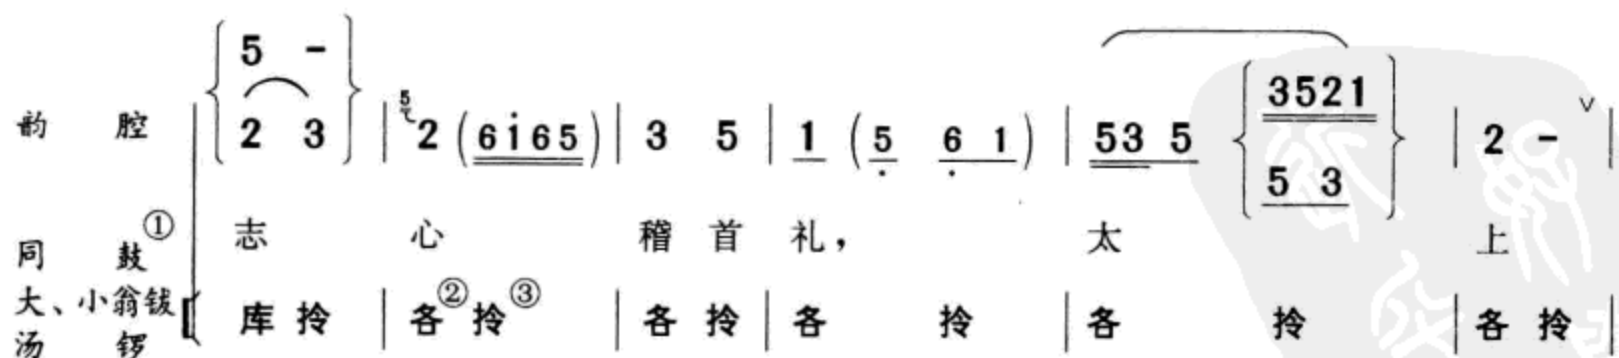 5 -
韵 腔 2 3 | 5 2 (6i65) | 3 5 | 1 (5 6 1) | 53 5 3521 5 3 | 2 - ∨ |
同 鼓① 志 心 稽 首 礼， 太 上
大、小翁钹 库 拎 | 各②拎③ | 各 拎 | 各 拎 | 各 拎 | 各 拎 |
汤 锣